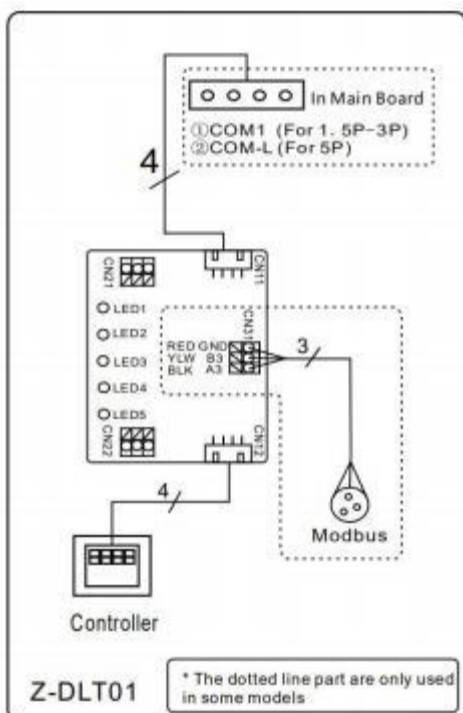 In Main Board
①COM1 (For 1. 5P-3P)
②COM-L (For 5P)
4
CN21
CN11
LED1
LED2
LED3
LED4
LED5
CN31
RED GND
YLW B3
BLK A3
3
CN22
CN12
4
Modbus
Controller
Z-DLT01
* The dotted line part are only used
in some models